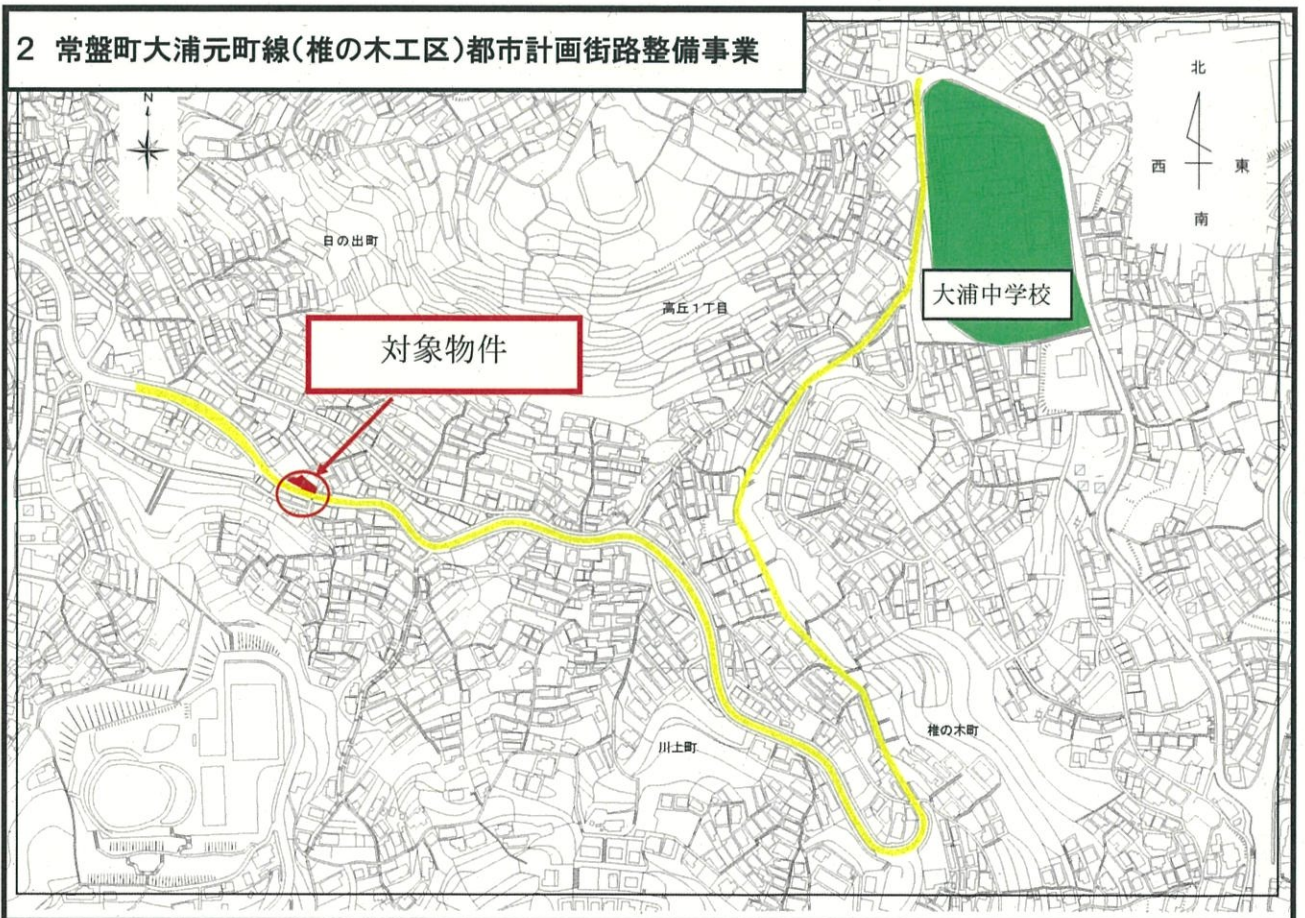 2 常盤町大浦元町線(椎の木工区)都市計画街路整備事業
N
北
西
東
南
日の出町
大浦中学校
高丘1丁目
対象物件
椎の木町
川上町